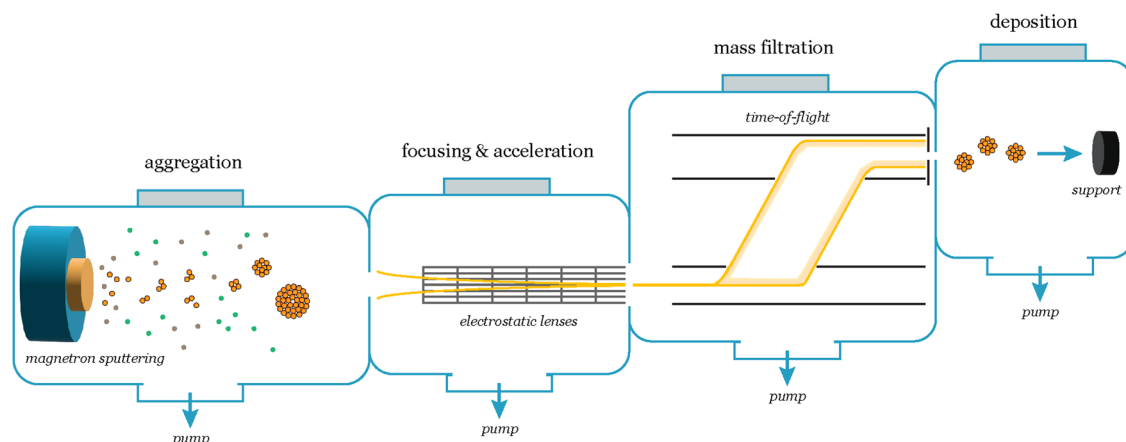 aggregation
magnetron sputtering
pump
focusing & acceleration
electrostatic lenses
pump
mass filtration
time-of-flight
pump
deposition
support
pump